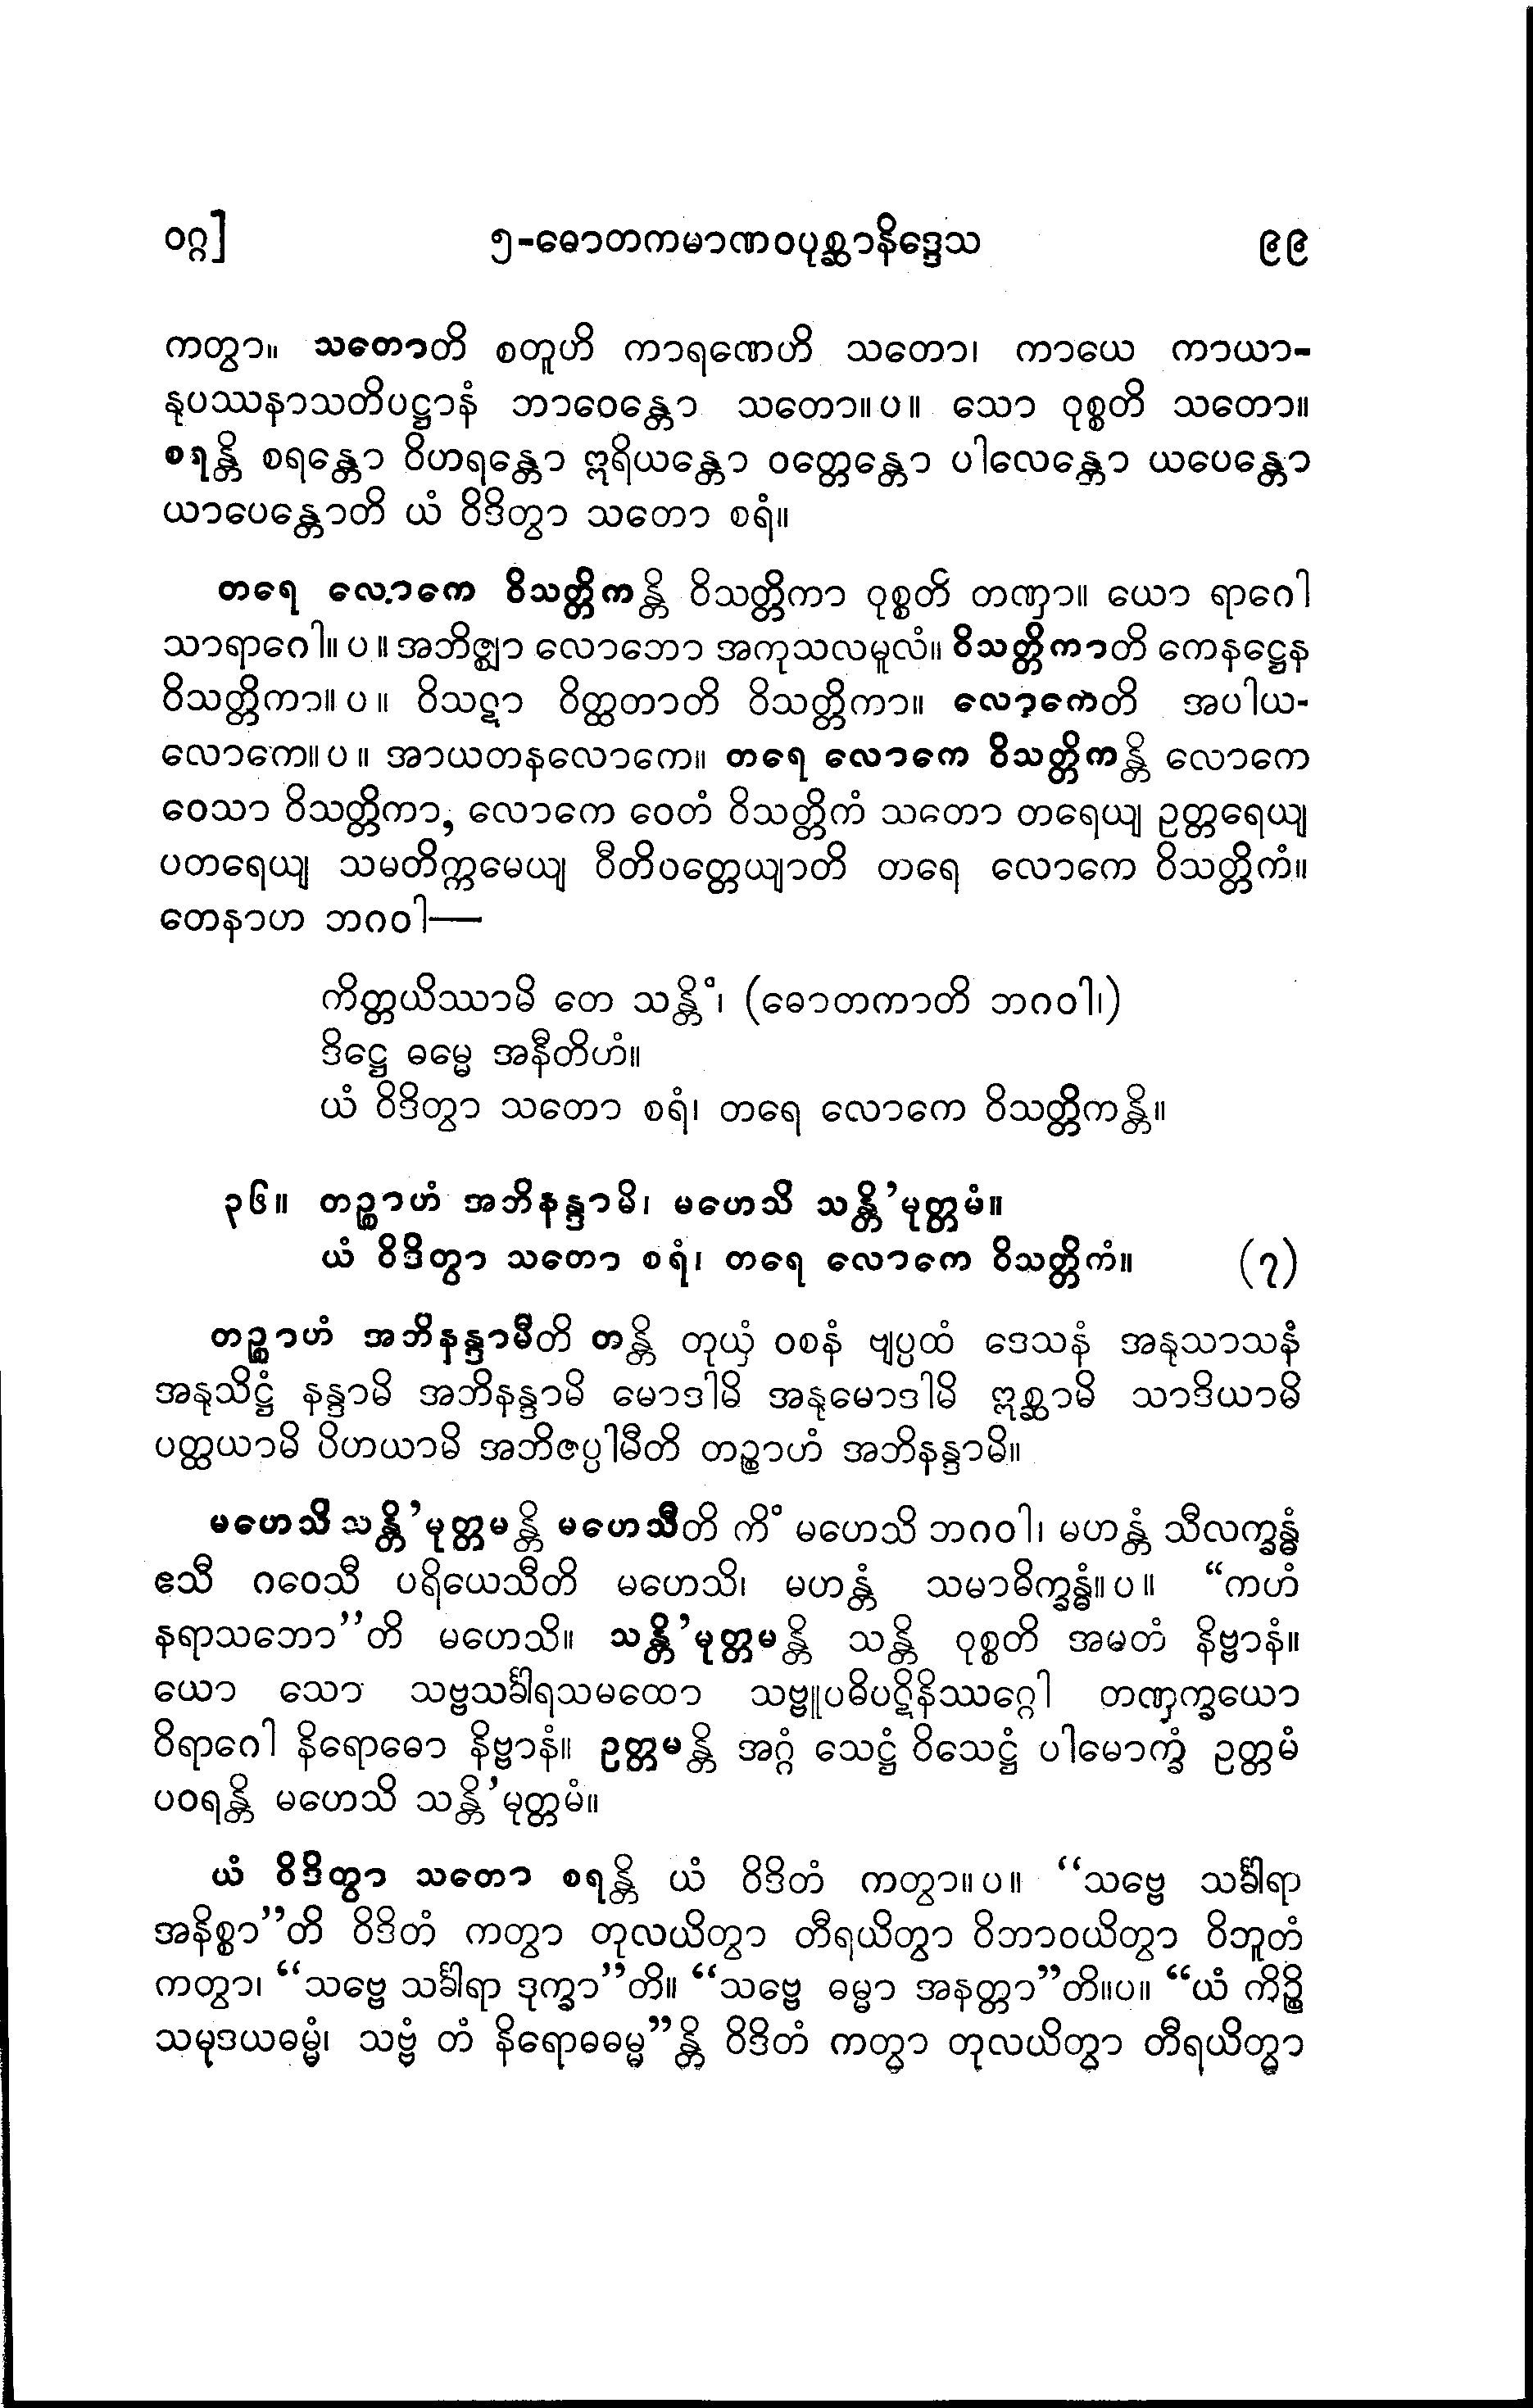 ဝဂ္ဂ] ၅-ဓောတကမာဏဝပုစ္ဆာနိဒ္ဒေသ ၉၉
ကတွာ။ သတောတိ စတူဟိ ကာရဏေဟိ သတော၊ ကာယေ ကာယာ-
နုပဿနာသတိပဋ္ဌာနံ ဘာဝေန္တော သတော။ပ။ သော ဝုစ္စတိ သတော။
စရန္တိ စရန္တော ဝိဟရန္တော ဣရိယန္တော ဝတ္တေန္တော ပါလေန္တော ယပေန္တော
ယာပေန္တောတိ ယံ ဝိဒိတွာ သတော စရံ။
တရေ လောကေ ဝိသတ္တိကန္တိ ဝိသတ္တိကာ ဝုစ္စတိ တဏှာ။ ယော ရာဂေါ
သာရာဂေါ။ပ။ အဘိဇ္ဈာ လောဘော အကုသလမူလံ။ ဝိသတ္တိကာတိ ကေနဋ္ဌေန
ဝိသတ္တိကာ။ပ။ ဝိသဋာ ဝိတ္ထတာတိ ဝိသတ္တိကာ။ လောကေတိ အပါယ-
လောကေ။ပ။ အာယတနလောကေ။ တရေ လောကေ ဝိသတ္တိကန္တိ လောကေ
ဝေသာ ဝိသတ္တိကာ, လောကေ ဝေတံ ဝိသတ္တိကံ သတော တရေယျ ဥတ္တရေယျ
ပတရေယျ သမတိက္ကမေယျ ဝီတိဝတ္တေယျာတိ တရေ လောကေ ဝိသတ္တိကံ။
တေနာဟ ဘဂဝါ—
ကိတ္တယိဿာမိ တေ သန္တိံ၊ (ဓောတကာတိ ဘဂဝါ၊)
ဒိဋ္ဌေ ဓမ္မေ အနီတိဟံ။
ယံ ဝိဒိတွာ သတော စရံ၊ တရေ လောကေ ဝိသတ္တိကန္တိ။
၃၆။ တဉ္စာဟံ အဘိနန္ဒာမိ၊ မဟေသိ သန္တိ’မုတ္တမံ။
ယံ ဝိဒိတွာ သတော စရံ၊ တရေ လောကေ ဝိသတ္တိကံ။ (၇)
တဉ္စာဟံ အဘိနန္ဒာမီတိ တန္တိ တုယှံ ဝစနံ ဗျပ္ပထံ ဒေသနံ အနုသာသနံ
အနုသိဋ္ဌံ နန္ဒာမိ အဘိနန္ဒာမိ မောဒါမိ အနုမောဒါမိ ဣစ္ဆာမိ သာဒိယာမိ
ပတ္ထယာမိ ပိဟယာမိ အဘိဇပ္ပါမီတိ တဉ္စာဟံ အဘိနန္ဒာမိ။
မဟေသိ သန္တိ’မုတ္တမန္တိ မဟေသီတိ ကိံ မဟေသိ ဘဂဝါ၊ မဟန္တံ သီလက္ခန္ဓံ
ဧသီ ဂဝေသီ ပရိယေသီတိ မဟေသိ၊ မဟန္တံ သမာဓိက္ခန္ဓံ။ပ။ “ကဟံ
နရာသဘော”တိ မဟေသိ။ သန္တိ’မုတ္တမန္တိ သန္တိ ဝုစ္စတိ အမတံ နိဗ္ဗာနံ။
ယော သော သဗ္ဗသင်္ခါရသမထော သဗ္ဗူပဓိပဋိနိဿဂ္ဂေါ တဏှက္ခယော
ဝိရာဂေါ နိရောဓော နိဗ္ဗာနံ။ ဥတ္တမန္တိ အဂ္ဂံ သေဋ္ဌံ ဝိသေဋ္ဌံ ပါမောက္ခံ ဥတ္တမံ
ပဝရန္တိ မဟေသိ သန္တိ’မုတ္တမံ။
ယံ ဝိဒိတွာ သတော စရန္တိ ယံ ဝိဒိတံ ကတွာ။ပ။ “သဗ္ဗေ သင်္ခါရာ
အနိစ္စာ”တိ ဝိဒိတံ ကတွာ တုလယိတွာ တီရယိတွာ ဝိဘာဝယိတွာ ဝိဘူတံ
ကတွာ၊ “သဗ္ဗေ သင်္ခါရာ ဒုက္ခာ”တိ။ “သဗ္ဗေ ဓမ္မာ အနတ္တာ”တိ။ပ။ “ယံ ကိဉ္စိ
သမုဒယဓမ္မံ၊ သဗ္ဗံ တံ နိရောဓဓမ္မ”န္တိ ဝိဒိတံ ကတွာ တုလယိတွာ တီရယိတွာ